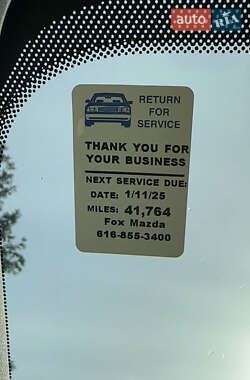 auto RIA
RETURN
FOR
SERVICE
THANK YOU FOR
YOUR BUSINESS
NEXT SERVICE DUE:
DATE: 1/11/25
MILES: 41,764
Fox Mazda
616-855-3400